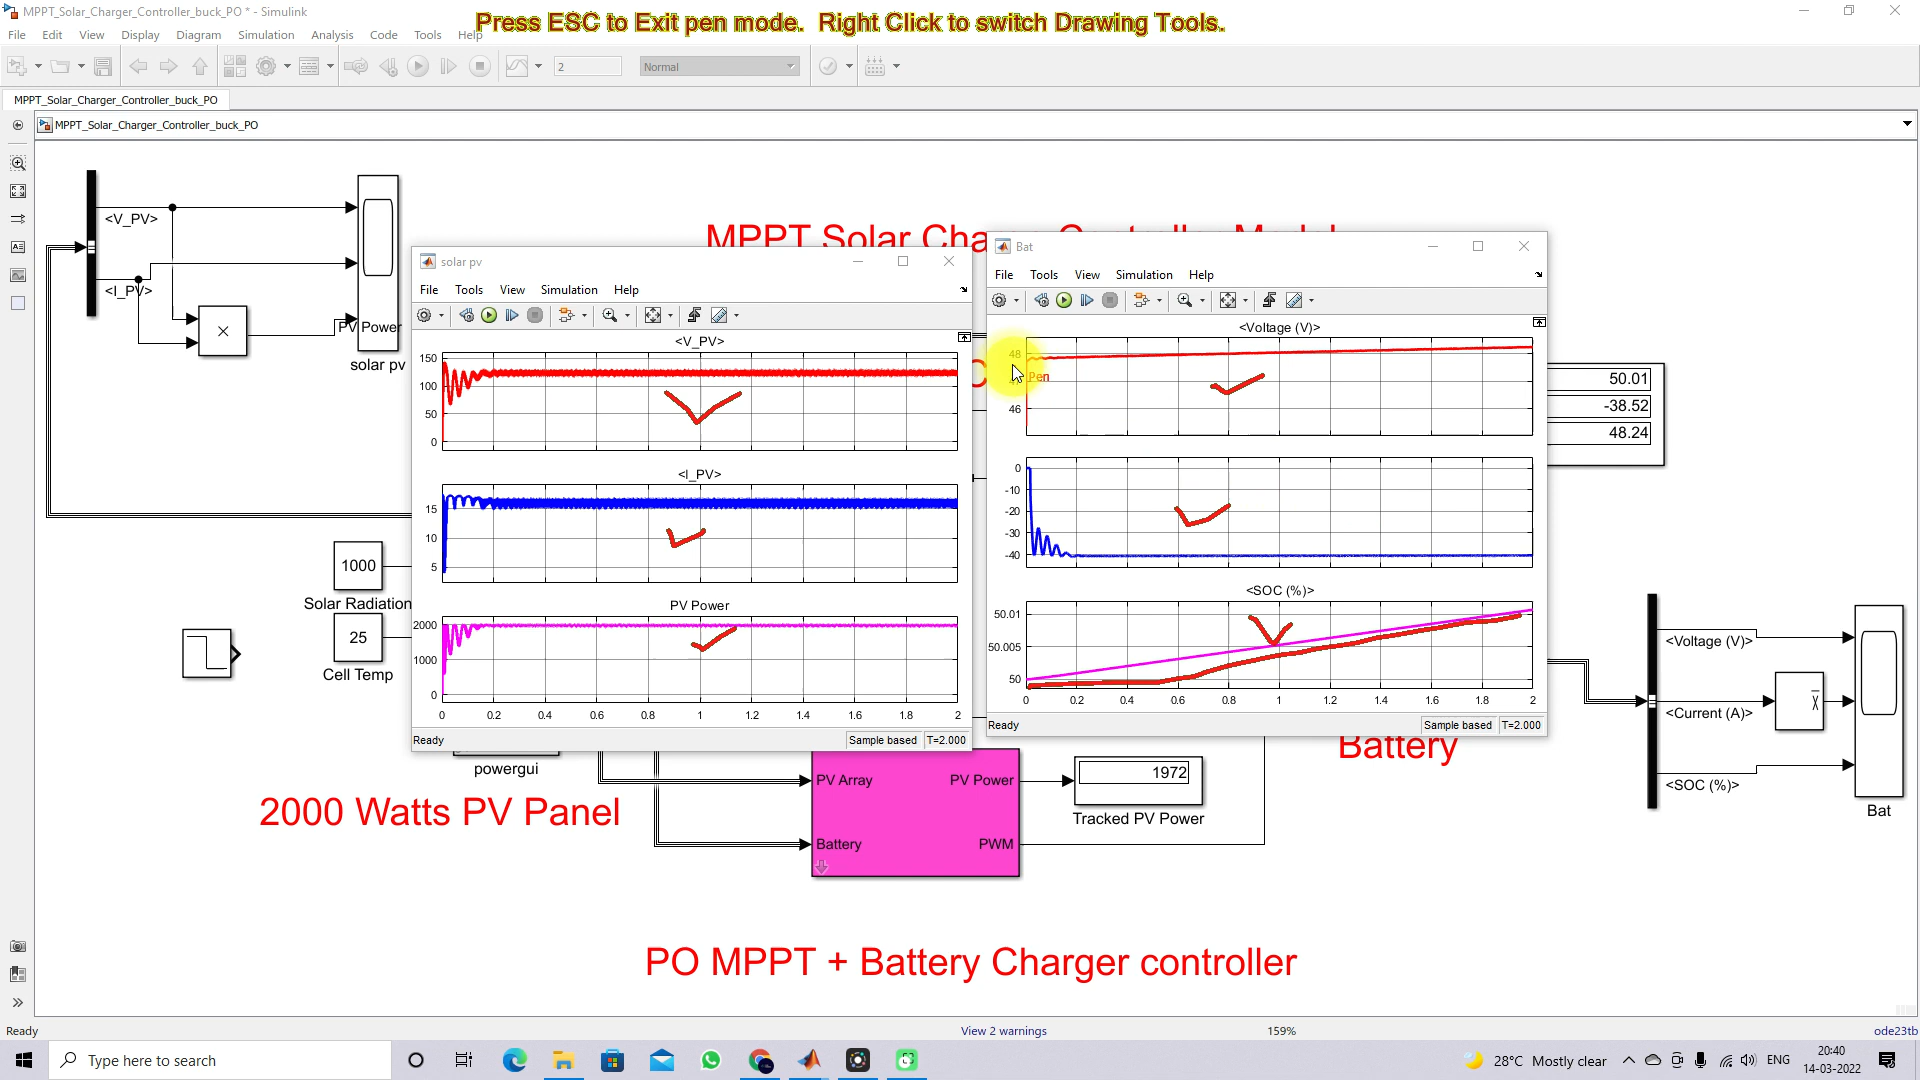 MPPT_Solar_Charger_Controller_buck_PO * - Simulink
Press ESC to Exit pen mode. Right Click to switch Drawing Tools.
File Edit View Display Diagram Simulation Analysis Code Tools Help
2 Normal
MPPT_Solar_Charger_Controller_buck_PO
MPPT_Solar_Charger_Controller_buck_PO
<V_PV>
<I_PV>
×
PV Power
solar pv
1000
Solar Radiation
25
Cell Temp
powergui
2000 Watts PV Panel
solar pv
File Tools View Simulation Help
<V_PV>
150
100
50
0
<I_PV>
15
10
5
PV Power
2000
1000
0
0 0.2 0.4 0.6 0.8 1 1.2 1.4 1.6 1.8 2
Ready Sample based T=2.000
Bat
File Tools View Simulation Help
<Voltage (V)>
48
Pen
46
0
-10
-20
-30
-40
<SOC (%)>
50.01
50.005
50
0 0.2 0.4 0.6 0.8 1 1.2 1.4 1.6 1.8 2
Ready Sample based T=2.000
50.01
-38.52
48.24
Battery
<Voltage (V)>
<Current (A)>
<SOC (%)>
Bat
PV Array PV Power
Battery PWM
1972
Tracked PV Power
PO MPPT + Battery Charger controller
Ready View 2 warnings 159% ode23tb
Type here to search
28°C Mostly clear
ENG
20:40
14-03-2022